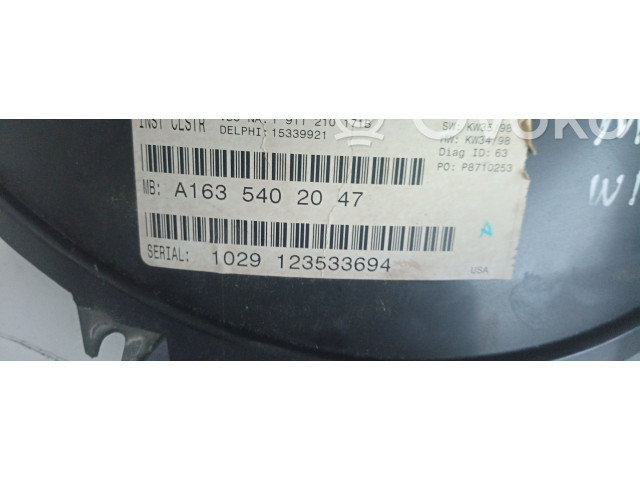 INST CLSTR
DELPHI: 15339921
SW: KW35/98
HW: KW34/98
Diag ID: 63
PO: P8710253
MB: A163 540 20 47
A
SERIAL: 1029 123533694
USA